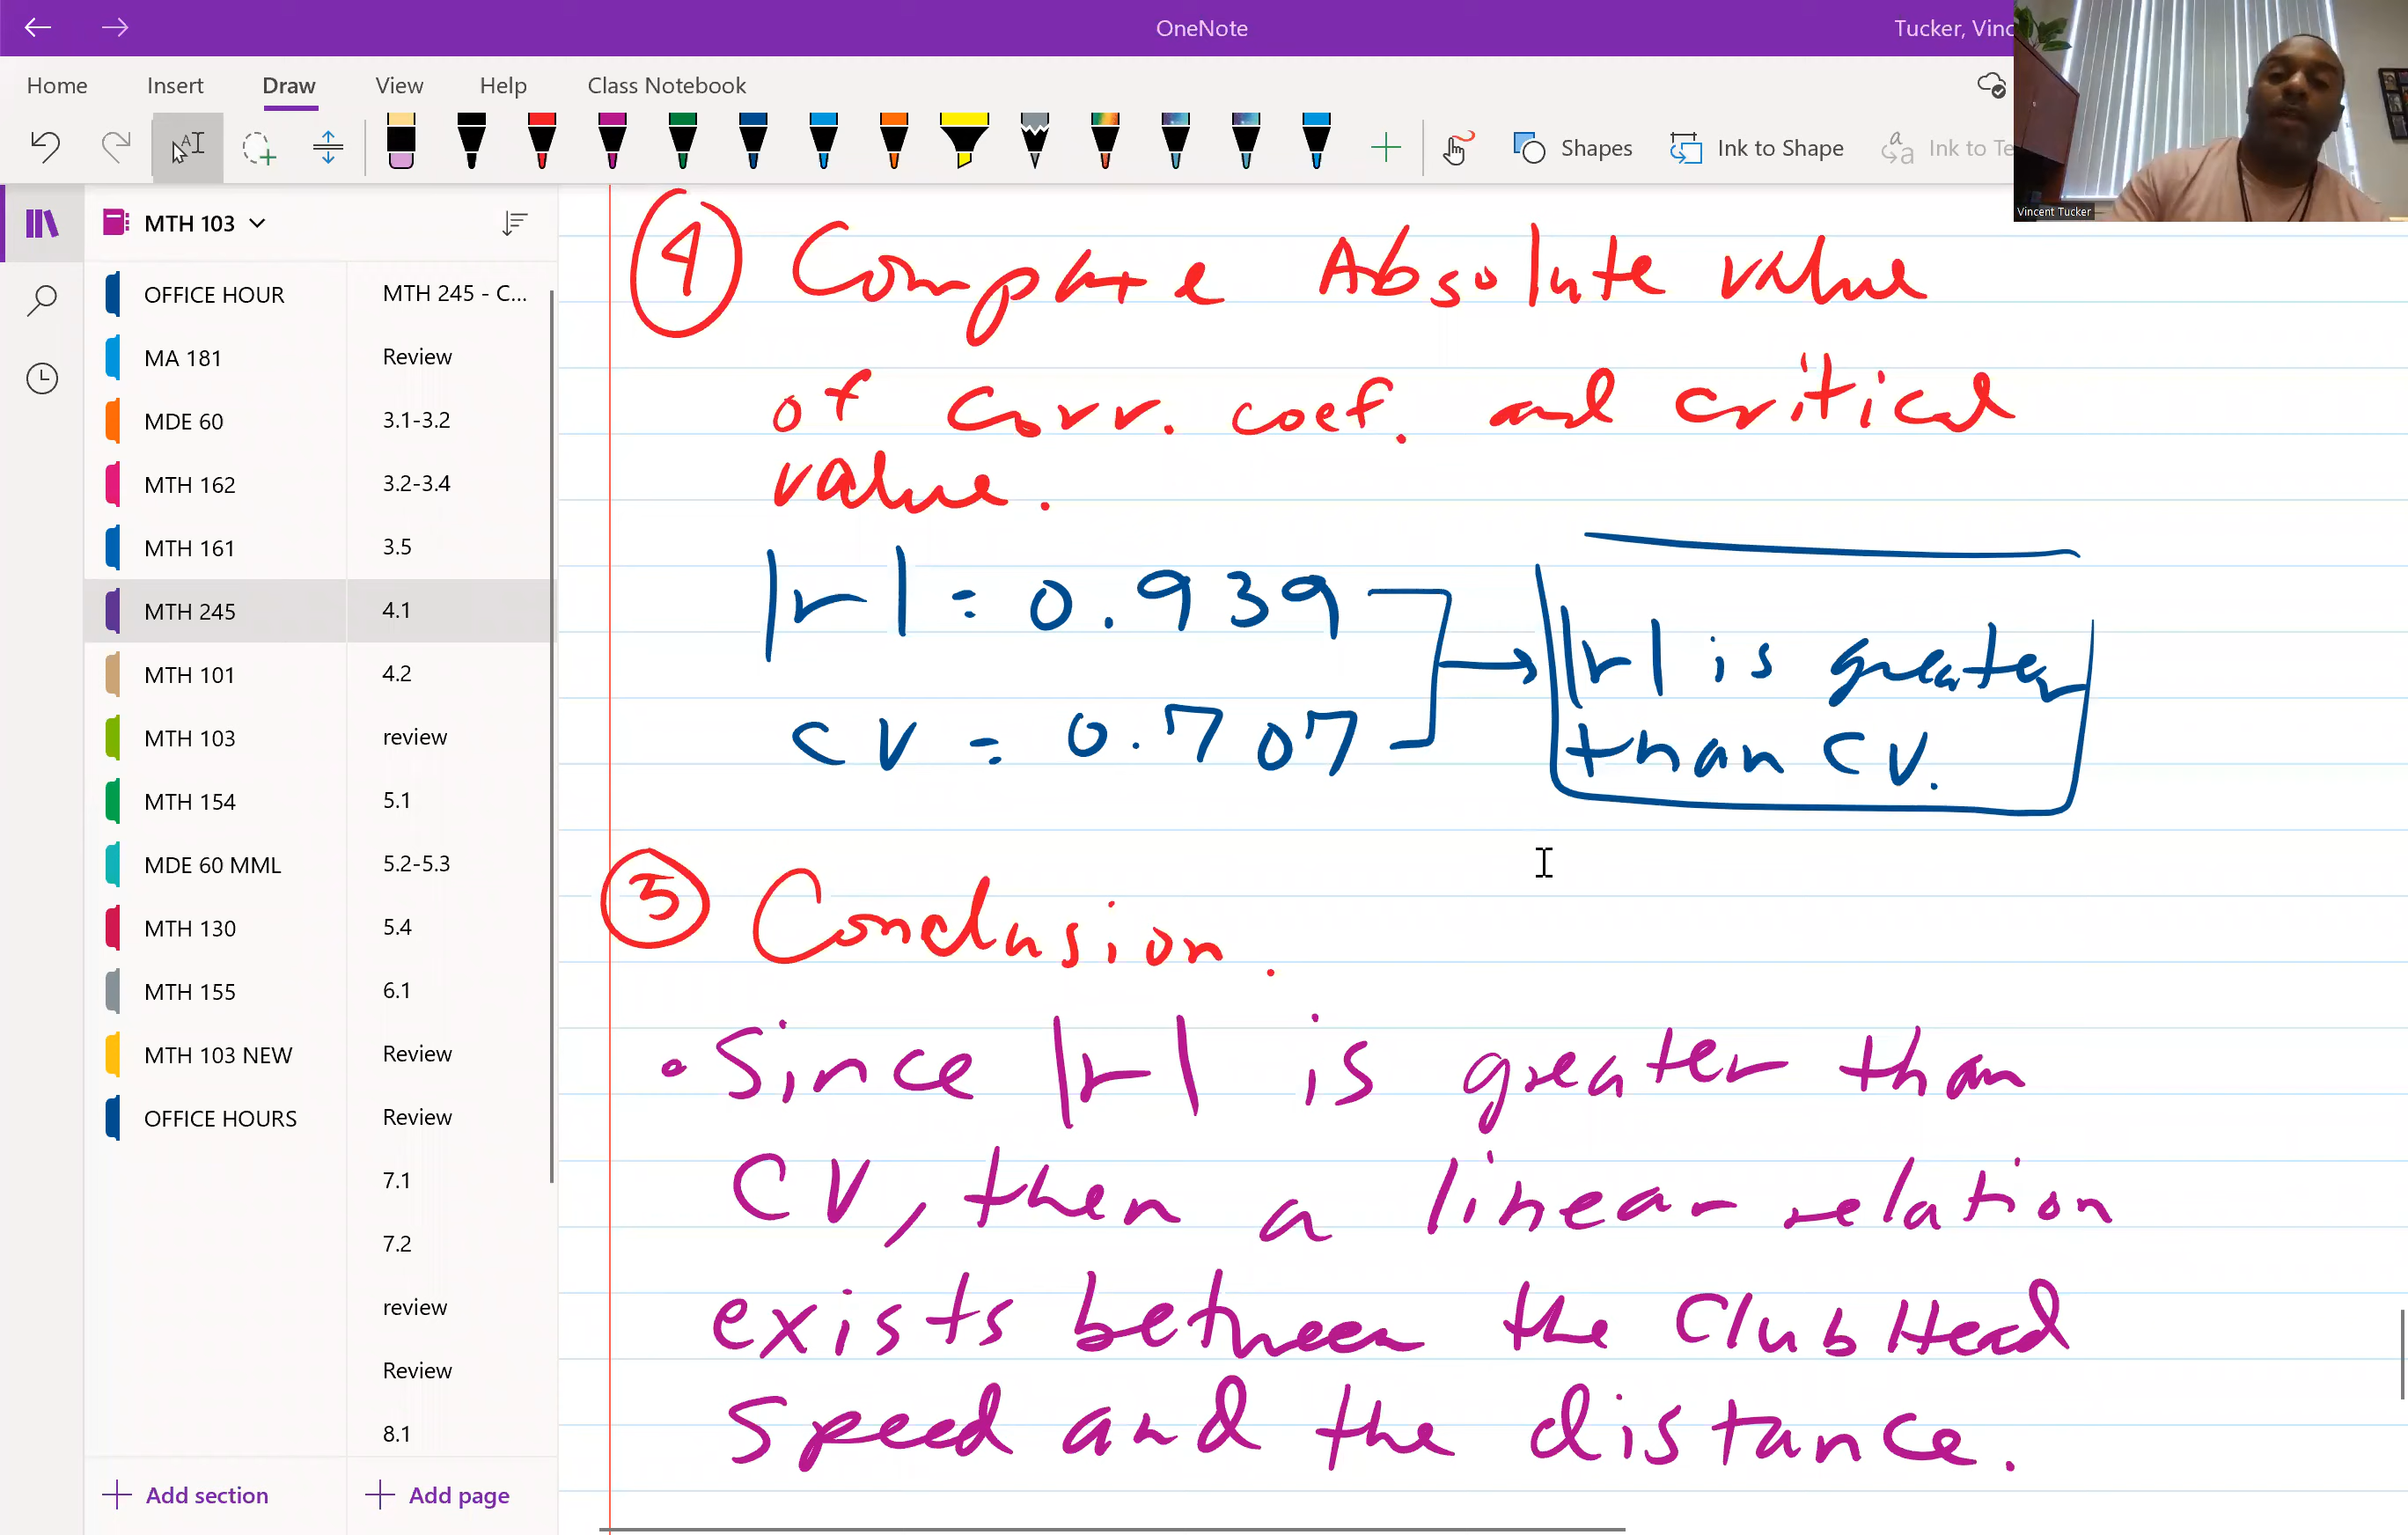 OneNote
Tucker, Vinc
Home Insert Draw View Help Class Notebook
Shapes Ink to Shape Ink to Te
Vincent Tucker
MTH 103
OFFICE HOUR
MA 181
MDE 60
MTH 162
MTH 161
MTH 245
MTH 101
MTH 103
MTH 154
MDE 60 MML
MTH 130
MTH 155
MTH 103 NEW
OFFICE HOURS
Add section
MTH 245 - C...
Review
3.1-3.2
3.2-3.4
3.5
4.1
4.2
review
5.1
5.2-5.3
5.4
6.1
Review
Review
7.1
7.2
review
Review
8.1
Add page
④ Compare Absolute value
of Corr. coef. and critical
value.
|r| = 0.939
CV = 0.707
|r| is greater
than CV.
⑤ Conclusion.
• Since |r| is greater than
CV, then a linear relation
exists between the Club Head
Speed and the distance.